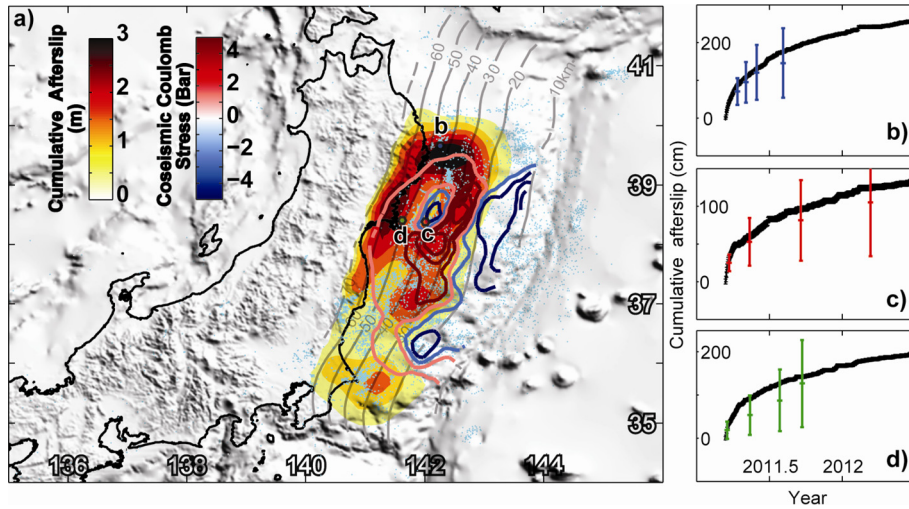 a)
Cumulative Afterslip
(m)
3
2
1
0
Coseismic Coulomb
Stress (Bar)
4
2
0
−2
−4
60
50
40
30
20
10km
b
c
d
50
40
41
39
37
35
136
138
140
142
144
Cumulative afterslip (cm)
200
0
b)
100
0
c)
200
0
d)
2011.5
2012
Year